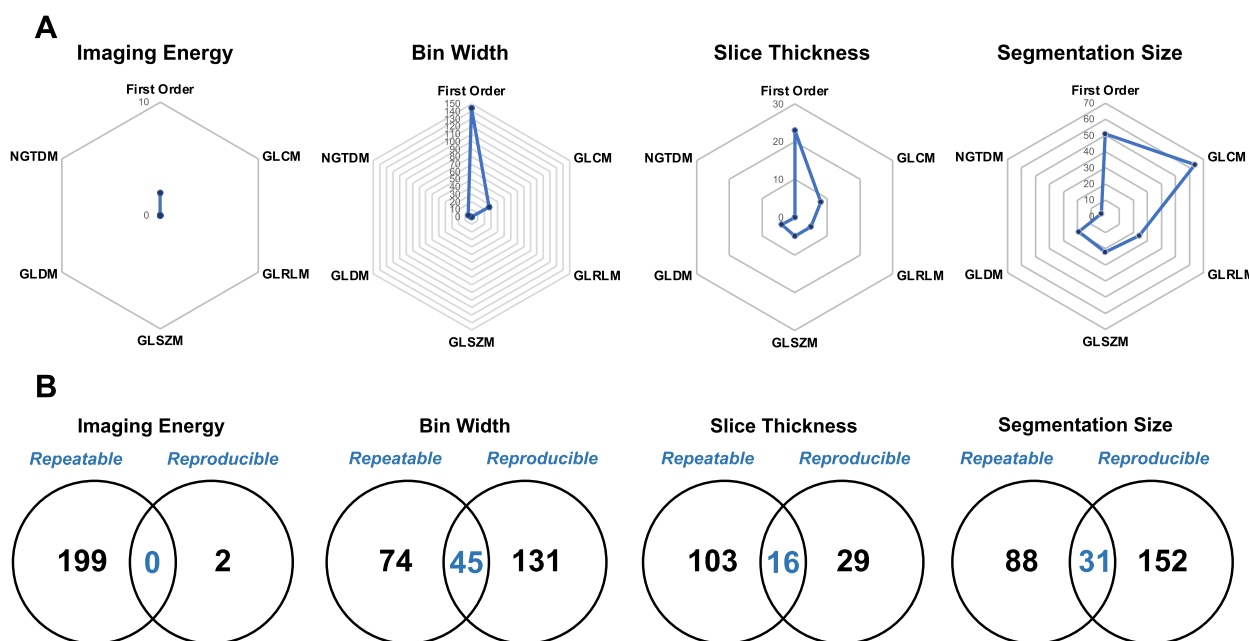 A
Imaging Energy Bin Width Slice Thickness Segmentation Size
First Order First Order First Order First Order
10 150 140 130 120 110 100 90 80 70 60 50 40 30 20 10 0 30 20 10 0 70 60 50 40 30 20 10 0
0
NGTDM GLCM NGTDM GLCM NGTDM GLCM NGTDM GLCM
GLDM GLRLM GLDM GLRLM GLDM GLRLM GLDM GLRLM
GLSZM GLSZM GLSZM GLSZM
B
Imaging Energy Bin Width Slice Thickness Segmentation Size
Repeatable Reproducible Repeatable Reproducible Repeatable Reproducible Repeatable Reproducible
199 0 2 74 45 131 103 16 29 88 31 152